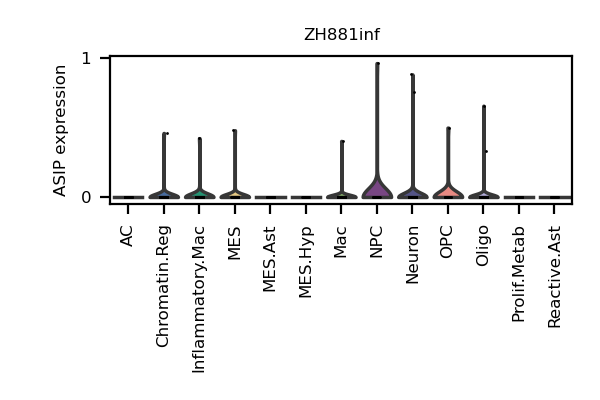 ZH881inf
ASIP expression
1
0
AC
Chromatin.Reg
Inflammatory.Mac
MES
MES.Ast
MES.Hyp
Mac
NPC
Neuron
OPC
Oligo
Prolif.Metab
Reactive.Ast